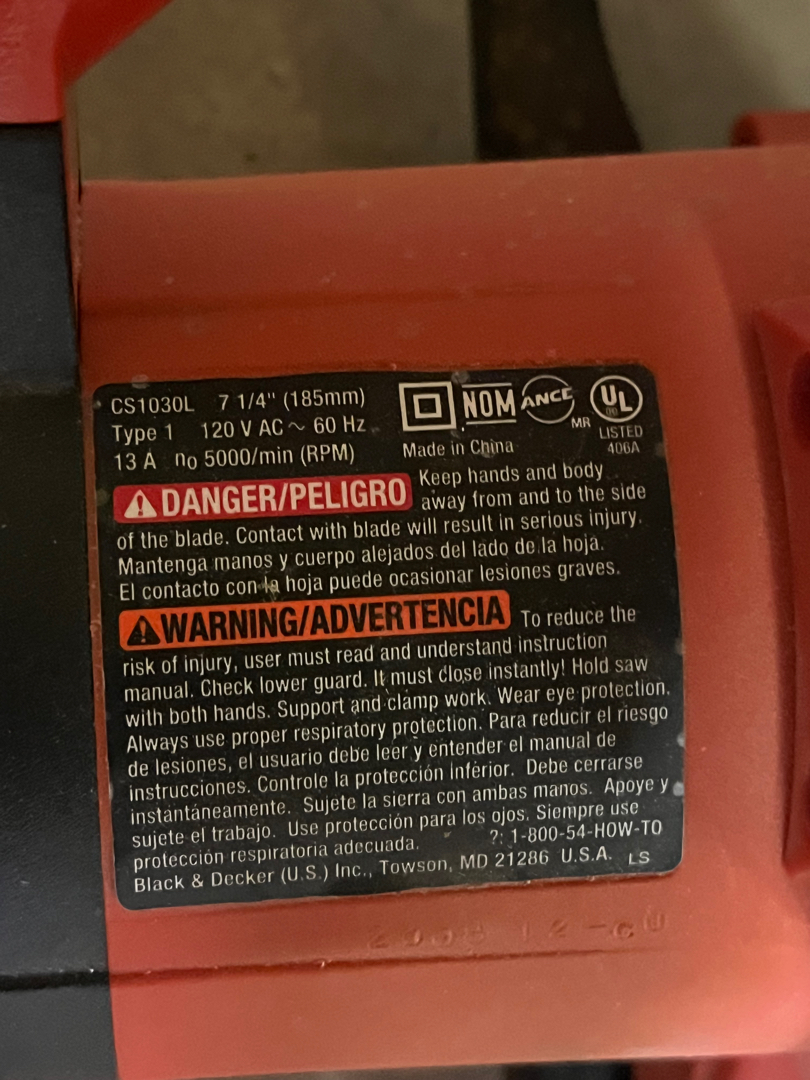 CS1030L 7 1/4" (185mm)
Type 1 120 V AC ~ 60 Hz
13 A no 5000/min (RPM)
NOM ANCE
MR
UL
LISTED
406A
Made in China
DANGER/PELIGRO Keep hands and body
away from and to the side
of the blade. Contact with blade will result in serious injury.
Mantenga manos y cuerpo alejados del lado de la hoja.
El contacto con la hoja puede ocasionar lesiones graves.
WARNING/ADVERTENCIA To reduce the
risk of injury, user must read and understand instruction
manual. Check lower guard. It must close instantly! Hold saw
with both hands. Support and clamp work. Wear eye protection.
Always use proper respiratory protection. Para reducir el riesgo
de lesiones, el usuario debe leer y entender el manual de
instrucciones. Controle la protección inferior. Debe cerrarse
instantáneamente. Sujete la sierra con ambas manos. Apoye y
sujete el trabajo. Use protección para los ojos. Siempre use
protección respiratoria adecuada. ?: 1-800-54-HOW-TO
Black & Decker (U.S.) Inc., Towson, MD 21286 U.S.A. LS